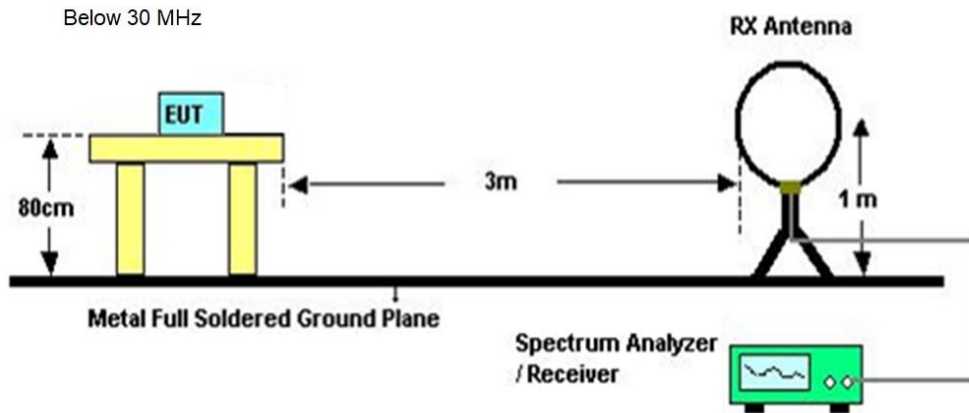 Below 30 MHz
RX Antenna
EUT
80cm
3m
1 m
Metal Full Soldered Ground Plane
Spectrum Analyzer
/ Receiver